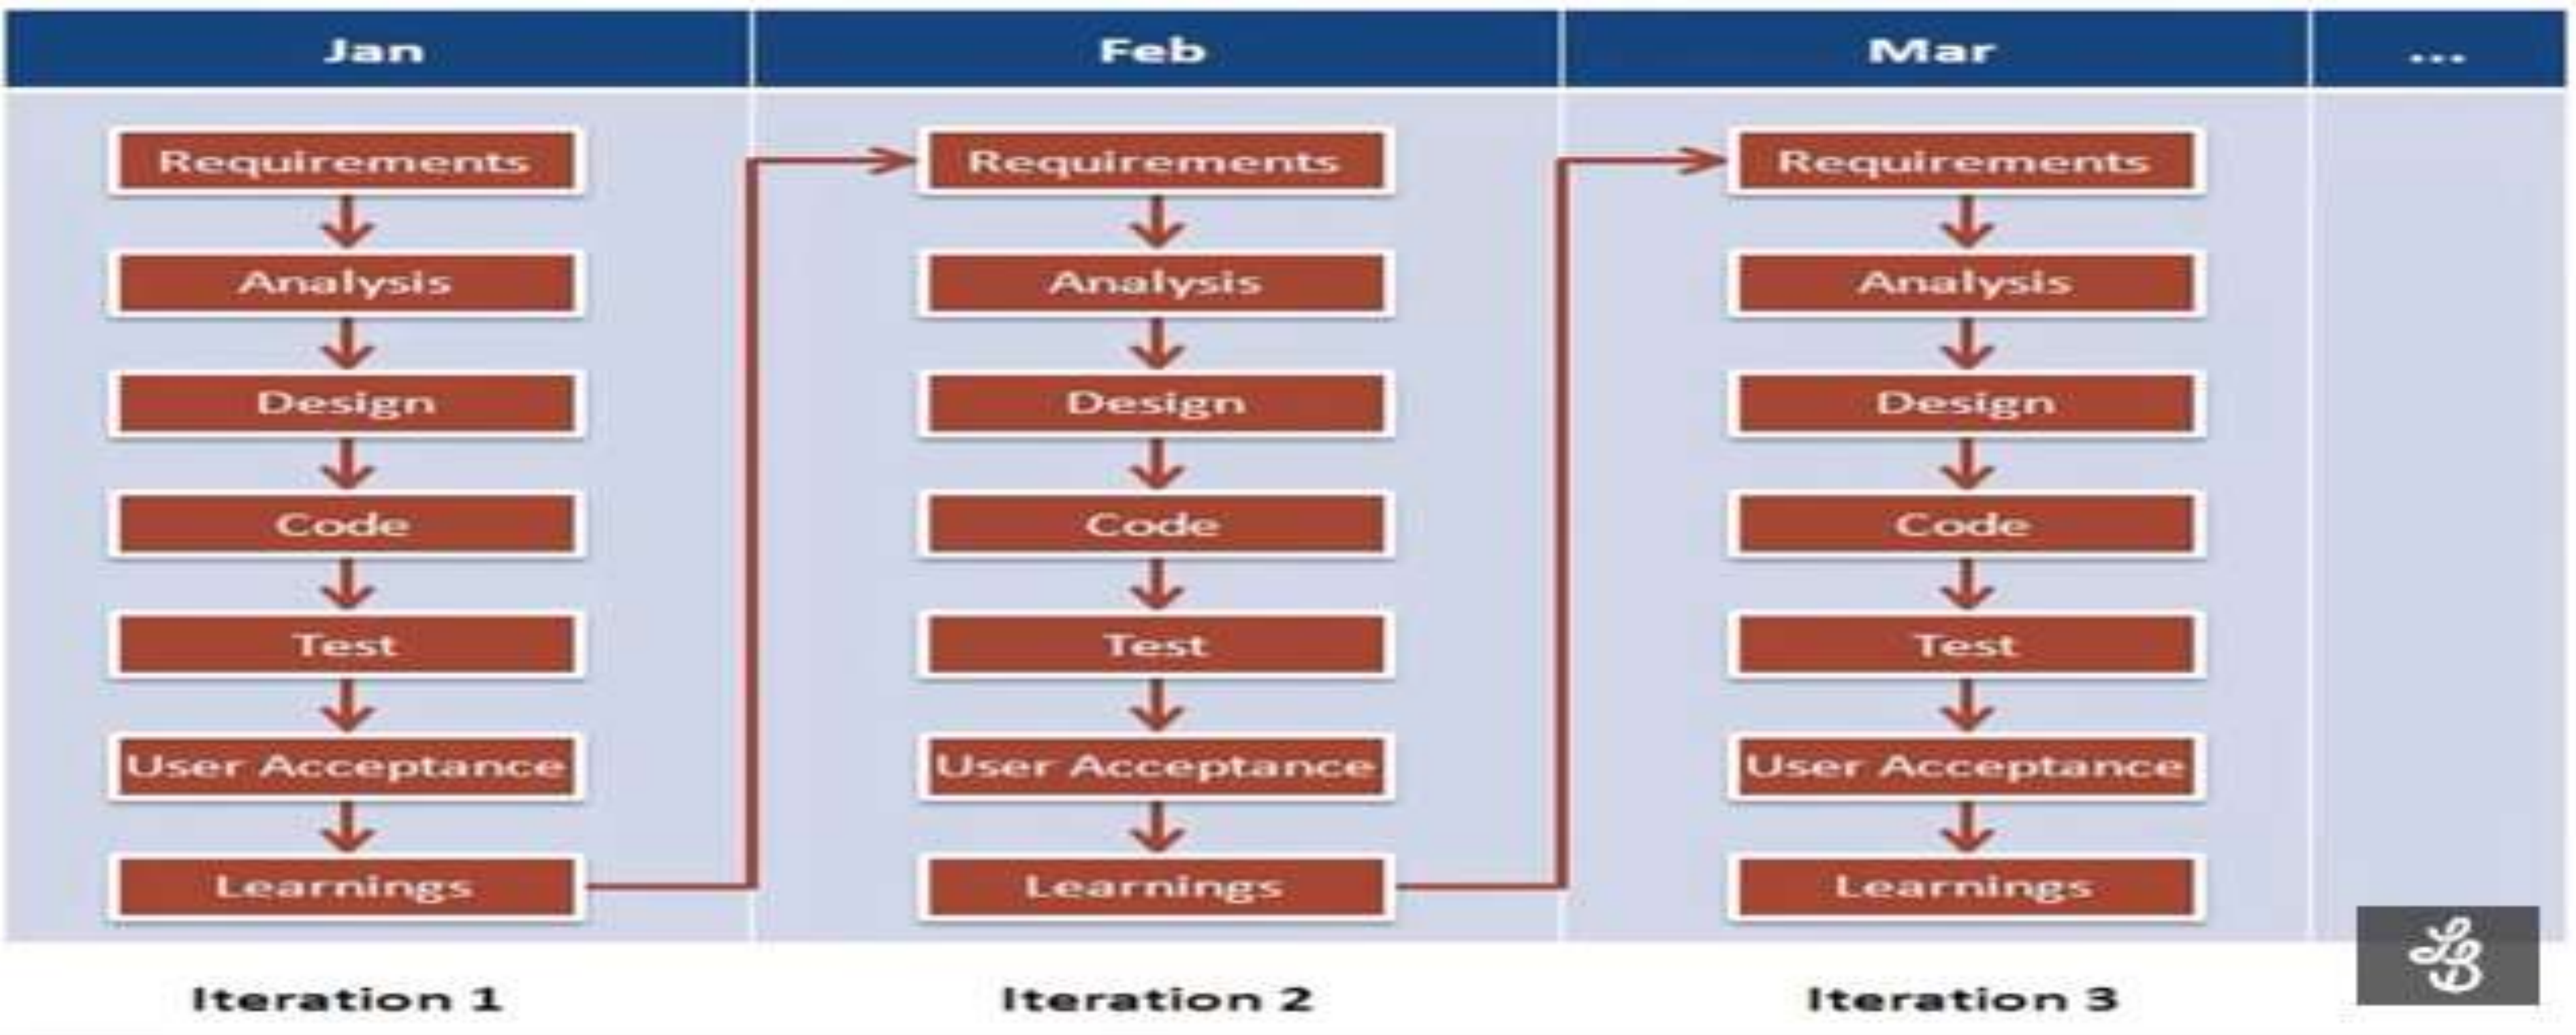 Jan
Feb
Mar
...
Requirements
Analysis
Design
Code
Test
User Acceptance
Learnings
Requirements
Analysis
Design
Code
Test
User Acceptance
Learnings
Requirements
Analysis
Design
Code
Test
User Acceptance
Learnings
Iteration 1
Iteration 2
Iteration 3
LB